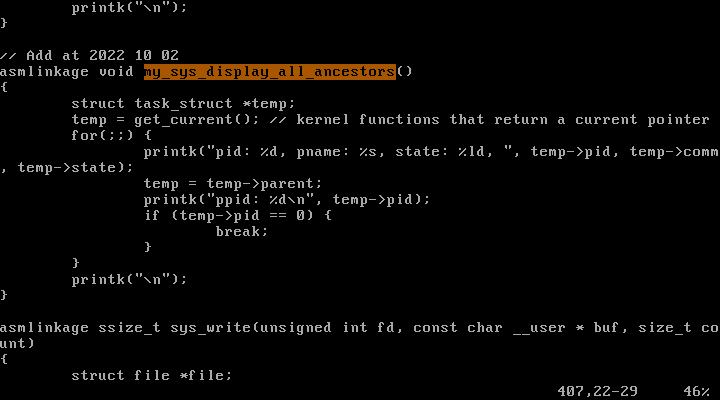 printk("\n");
}

// Add at 2022 10 02
asmlinkage void my_sys_display_all_ancestors()
{
        struct task_struct *temp;
        temp = get_current(); // kernel functions that return a current pointer
        for(;;) {
                printk("pid: %d, pname: %s, state: %ld, ", temp->pid, temp->comm
, temp->state);
                temp = temp->parent;
                printk("ppid: %d\n", temp->pid);
                if (temp->pid == 0) {
                        break;
                }
        }
        printk("\n");
}

asmlinkage ssize_t sys_write(unsigned int fd, const char __user * buf, size_t co
unt)
{
        struct file *file;
407,22-29     46%